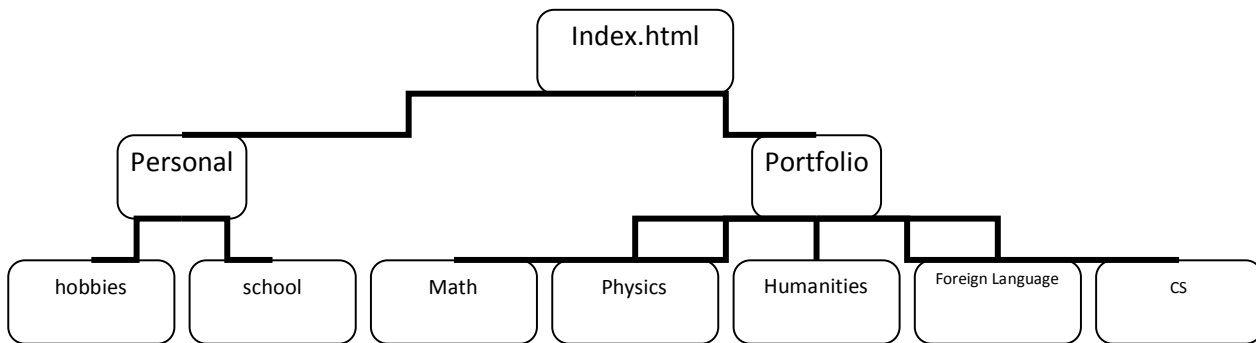 Index.html
Personal
Portfolio
hobbies
school
Math
Physics
Humanities
Foreign Language
CS